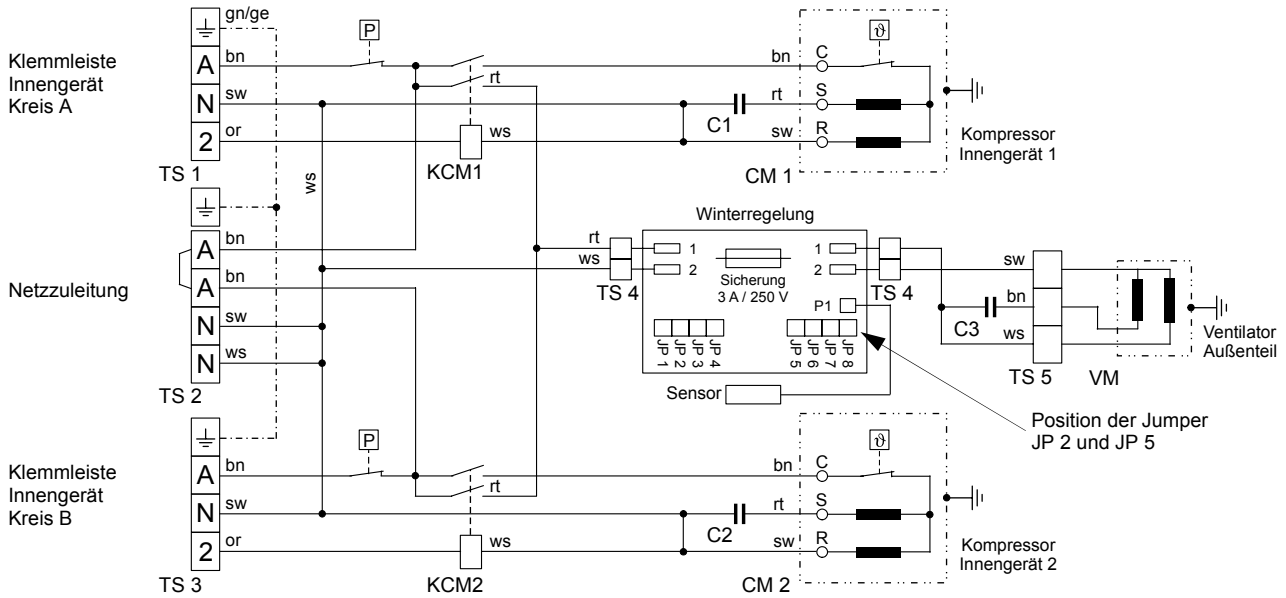 gn/ge
Klemmleiste
Innengerät
Kreis A
A
bn
P
rt
bn
C
ϑ
N
sw
rt
S
C1
2
or
ws
sw
R
TS 1
KCM1
CM 1
Kompressor
Innengerät 1
ws
Netzzuleitung
A
bn
A
bn
N
sw
N
ws
TS 2
Winterregelung
rt
ws
TS 4
1
2
Sicherung
3 A / 250 V
1
2
P1
TS 4
JP 1
JP 2
JP 3
JP 4
JP 5
JP 6
JP 7
JP 8
Sensor
sw
bn
C3
ws
TS 5
VM
Ventilator
Außenteil
Position der Jumper
JP 2 und JP 5
Klemmleiste
Innengerät
Kreis B
A
bn
P
rt
bn
C
ϑ
N
sw
rt
S
C2
2
or
ws
sw
R
TS 3
KCM2
CM 2
Kompressor
Innengerät 2